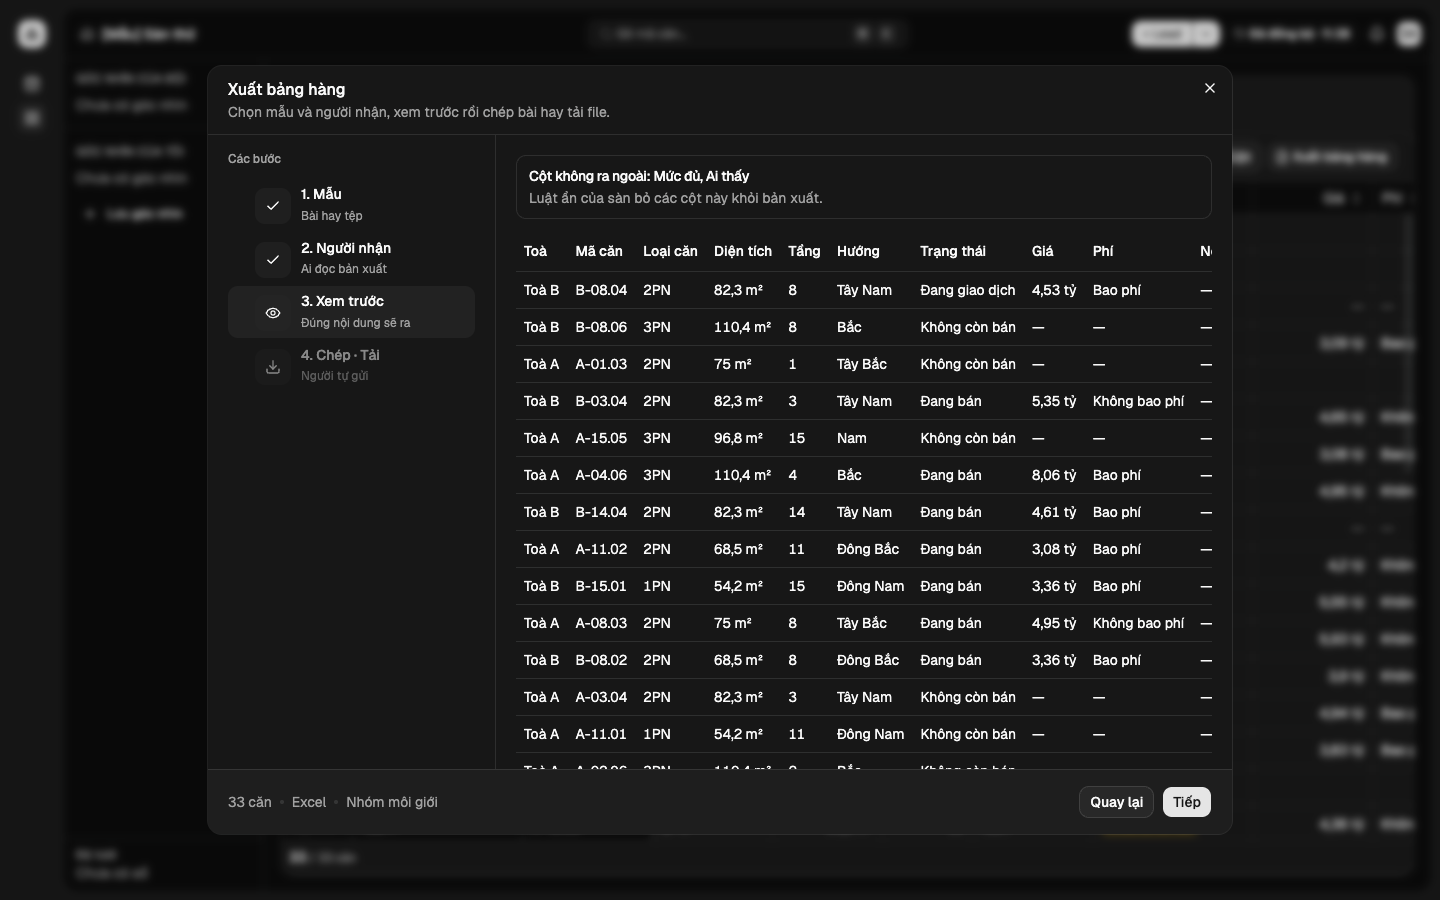 Xuất bảng hàng
Chọn mẫu và người nhận, xem trước rồi chép bài hay tải file.
Các bước
1. Mẫu
Bài hay tệp
2. Người nhận
Ai đọc bản xuất
3. Xem trước
Đúng nội dung sẽ ra
4. Chép · Tải
Người tự gửi
Cột không ra ngoài: Mức đủ, Ai thấy
Luật ẩn của sàn bỏ các cột này khỏi bản xuất.
Toà Mã căn Loại căn Diện tích Tầng Hướng Trạng thái Giá Phí
Toà B B-08.04 2PN 82,3 m² 8 Tây Nam Đang giao dịch 4,53 tỷ Bao phí —
Toà B B-08.06 3PN 110,4 m² 8 Bắc Không còn bán — — —
Toà A A-01.03 2PN 75 m² 1 Tây Bắc Không còn bán — — —
Toà B B-03.04 2PN 82,3 m² 3 Tây Nam Đang bán 5,35 tỷ Không bao phí —
Toà A A-15.05 3PN 96,8 m² 15 Nam Không còn bán — — —
Toà A A-04.06 3PN 110,4 m² 4 Bắc Đang bán 8,06 tỷ Bao phí —
Toà B B-14.04 2PN 82,3 m² 14 Tây Nam Đang bán 4,61 tỷ Bao phí —
Toà A A-11.02 2PN 68,5 m² 11 Đông Bắc Đang bán 3,08 tỷ Bao phí —
Toà B B-15.01 1PN 54,2 m² 15 Đông Nam Đang bán 3,36 tỷ Bao phí —
Toà A A-08.03 2PN 75 m² 8 Tây Bắc Đang bán 4,95 tỷ Không bao phí —
Toà B B-08.02 2PN 68,5 m² 8 Đông Bắc Đang bán 3,36 tỷ Bao phí —
Toà A A-03.04 2PN 82,3 m² 3 Tây Nam Không còn bán — — —
Toà A A-11.01 1PN 54,2 m² 11 Đông Nam Không còn bán — — —
33 căn • Excel • Nhóm môi giới
Quay lại
Tiếp